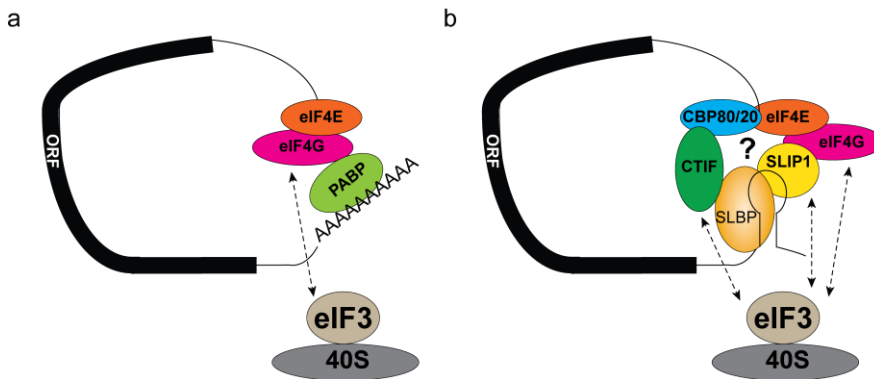 a
eIF4E
eIF4G
PABP
AAAAAAAAAA
ORF
eIF3
40S
b
CBP80/20
eIF4E
eIF4G
?
CTIF
SLIP1
SLBP
ORF
eIF3
40S